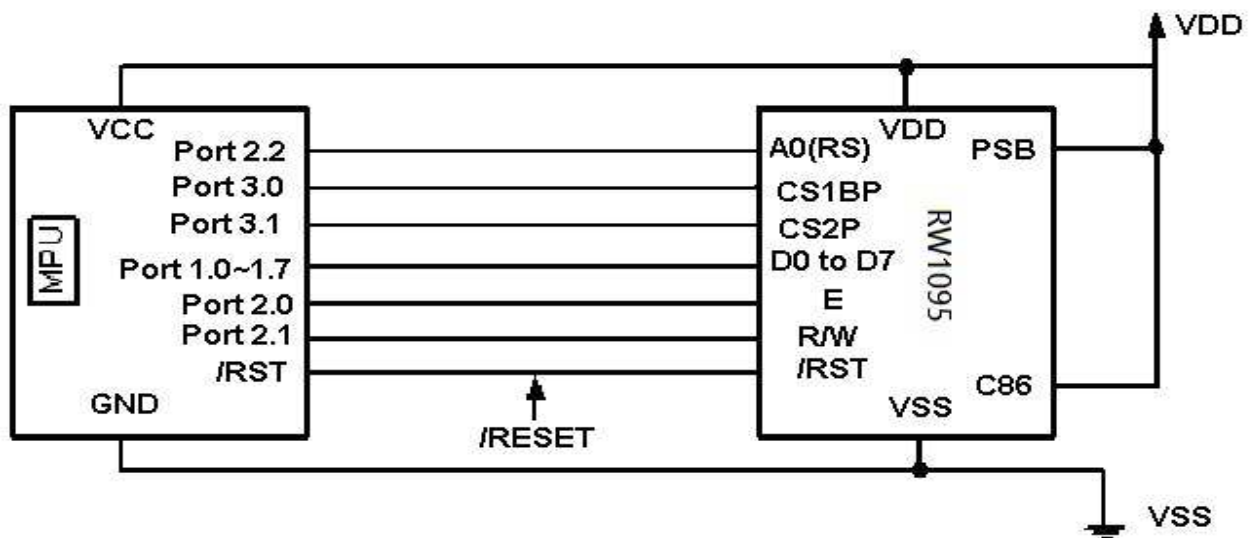 VDD
VCC
Port 2.2
Port 3.0
Port 3.1
Port 1.0~1.7
Port 2.0
Port 2.1
/RST
GND
MPU
/RESET
VDD
A0(RS)
PSB
CS1BP
CS2P
D0 to D7
E
R/W
/RST
RW1095
C86
VSS
VSS